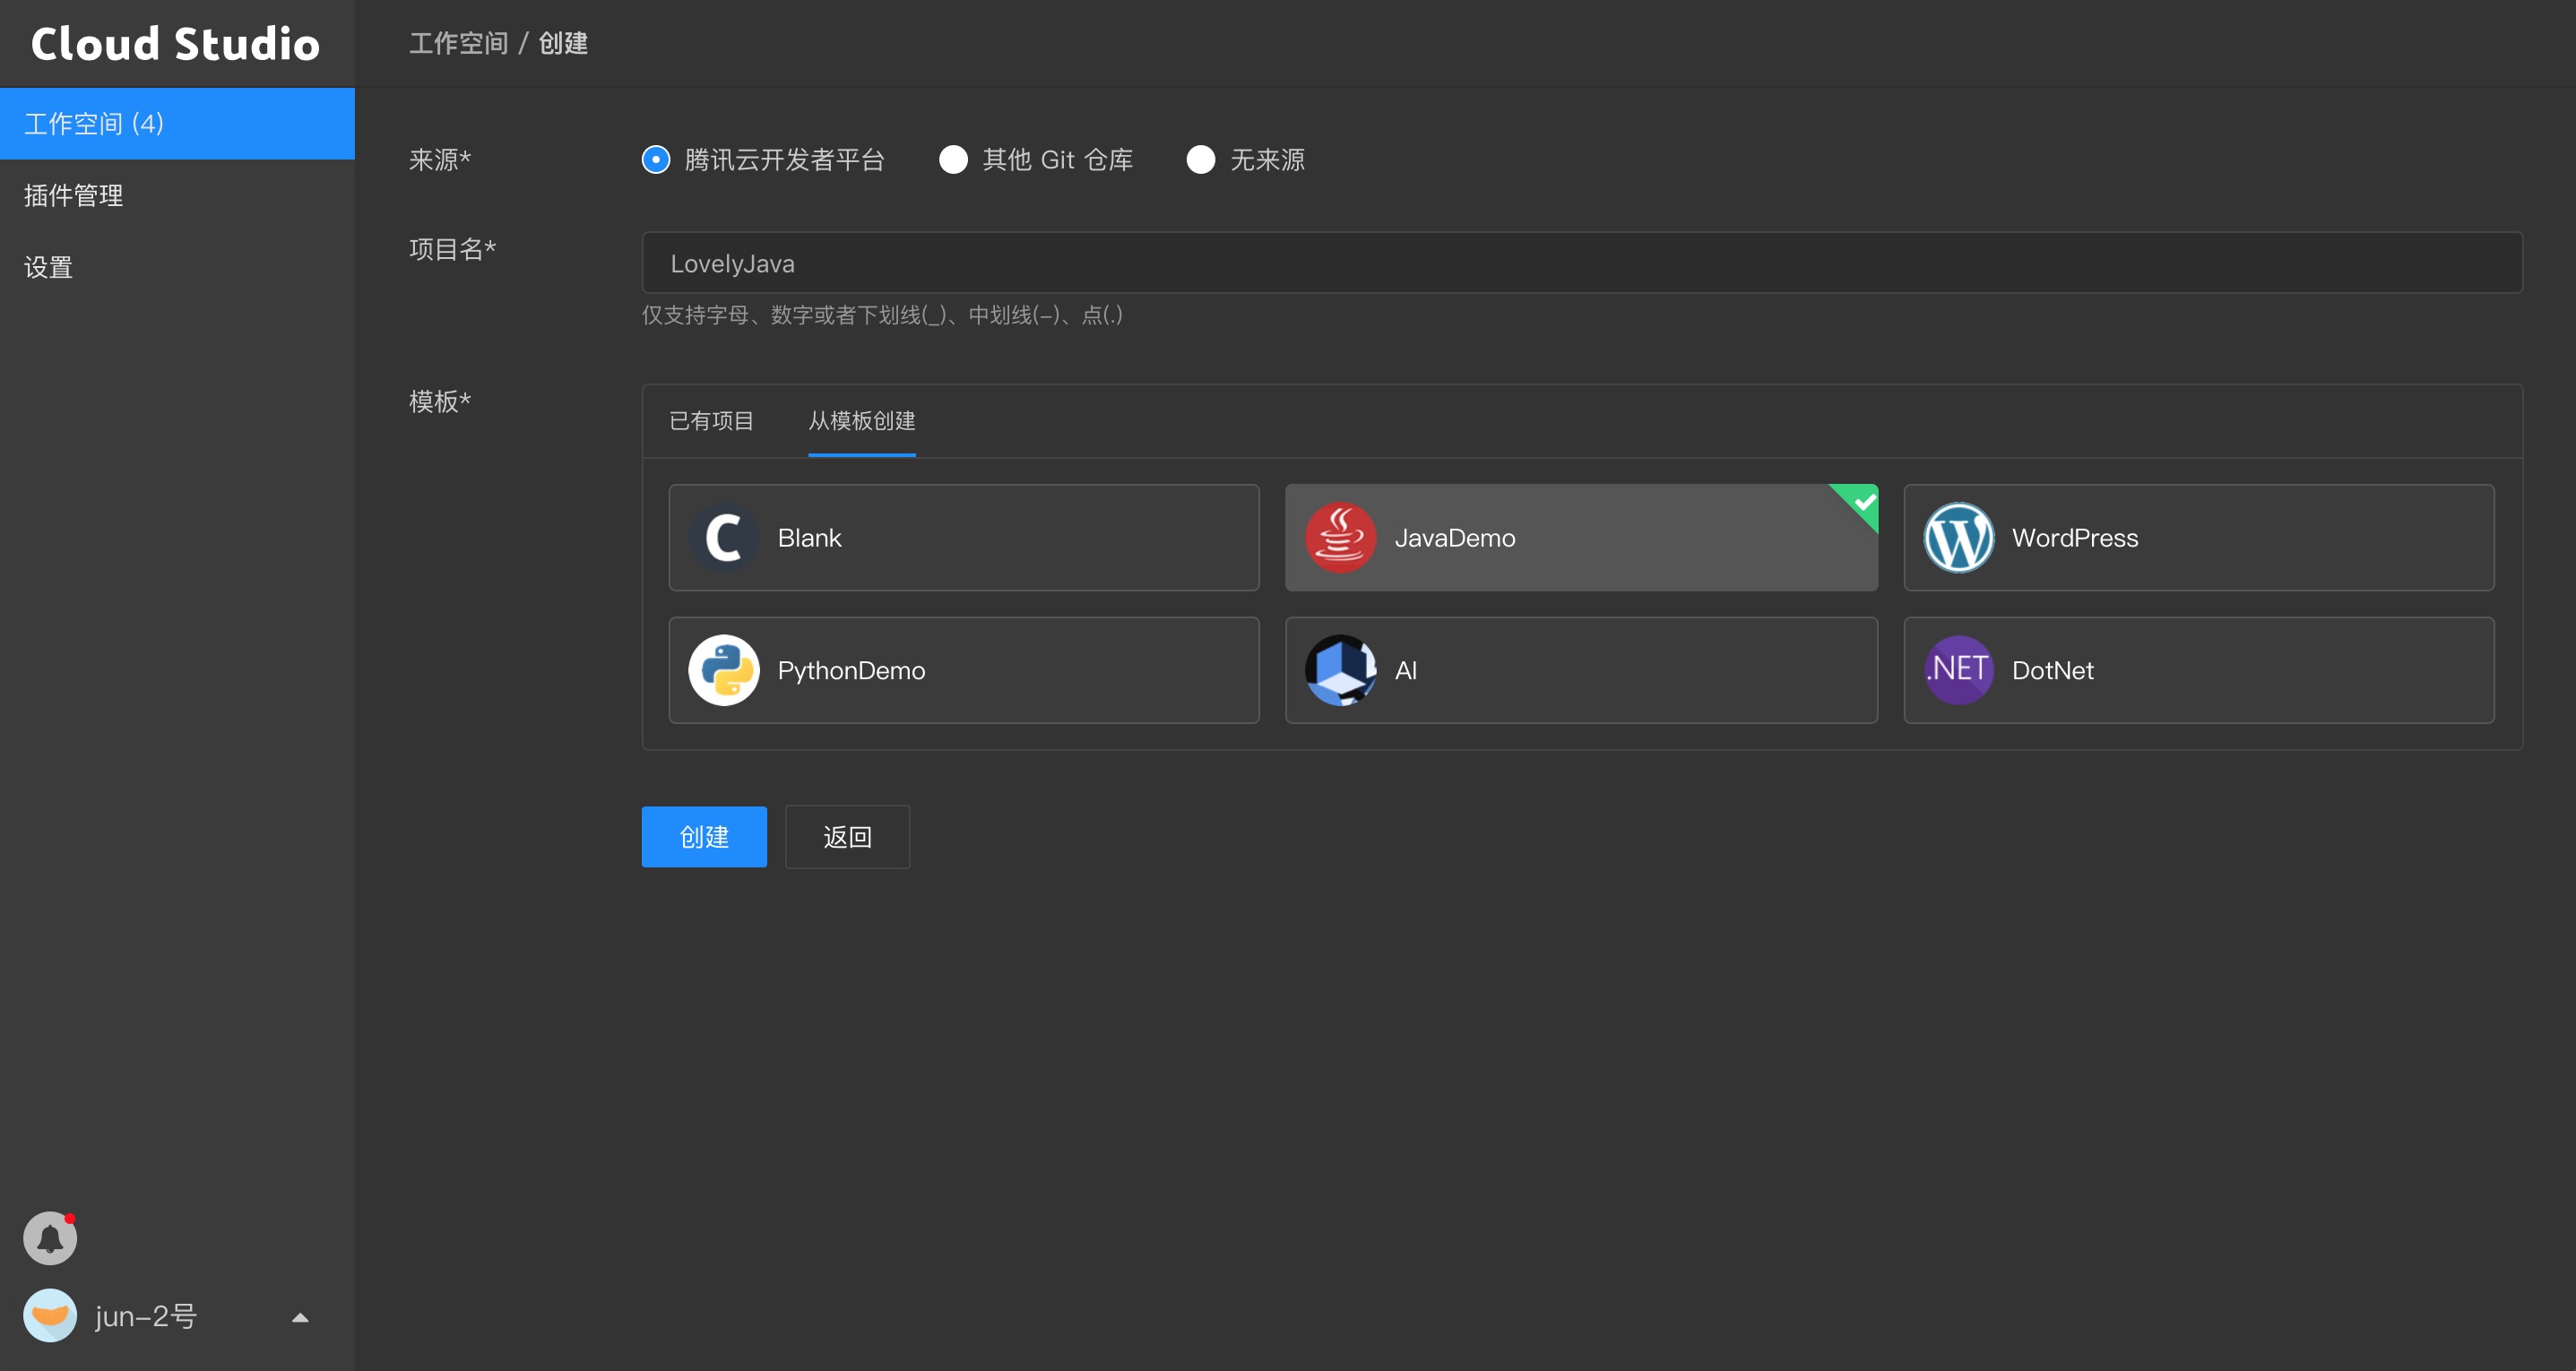 Cloud Studio
工作空间 / 创建
工作空间 (4)
插件管理
设置
来源*
腾讯云开发者平台
其他 Git 仓库
无来源
项目名*
LovelyJava
仅支持字母、数字或者下划线(_)、中划线(-)、点(.)
模板*
已有项目
从模板创建
C
Blank
JavaDemo
W
WordPress
PythonDemo
AI
.NET
DotNet
创建
返回
jun-2号